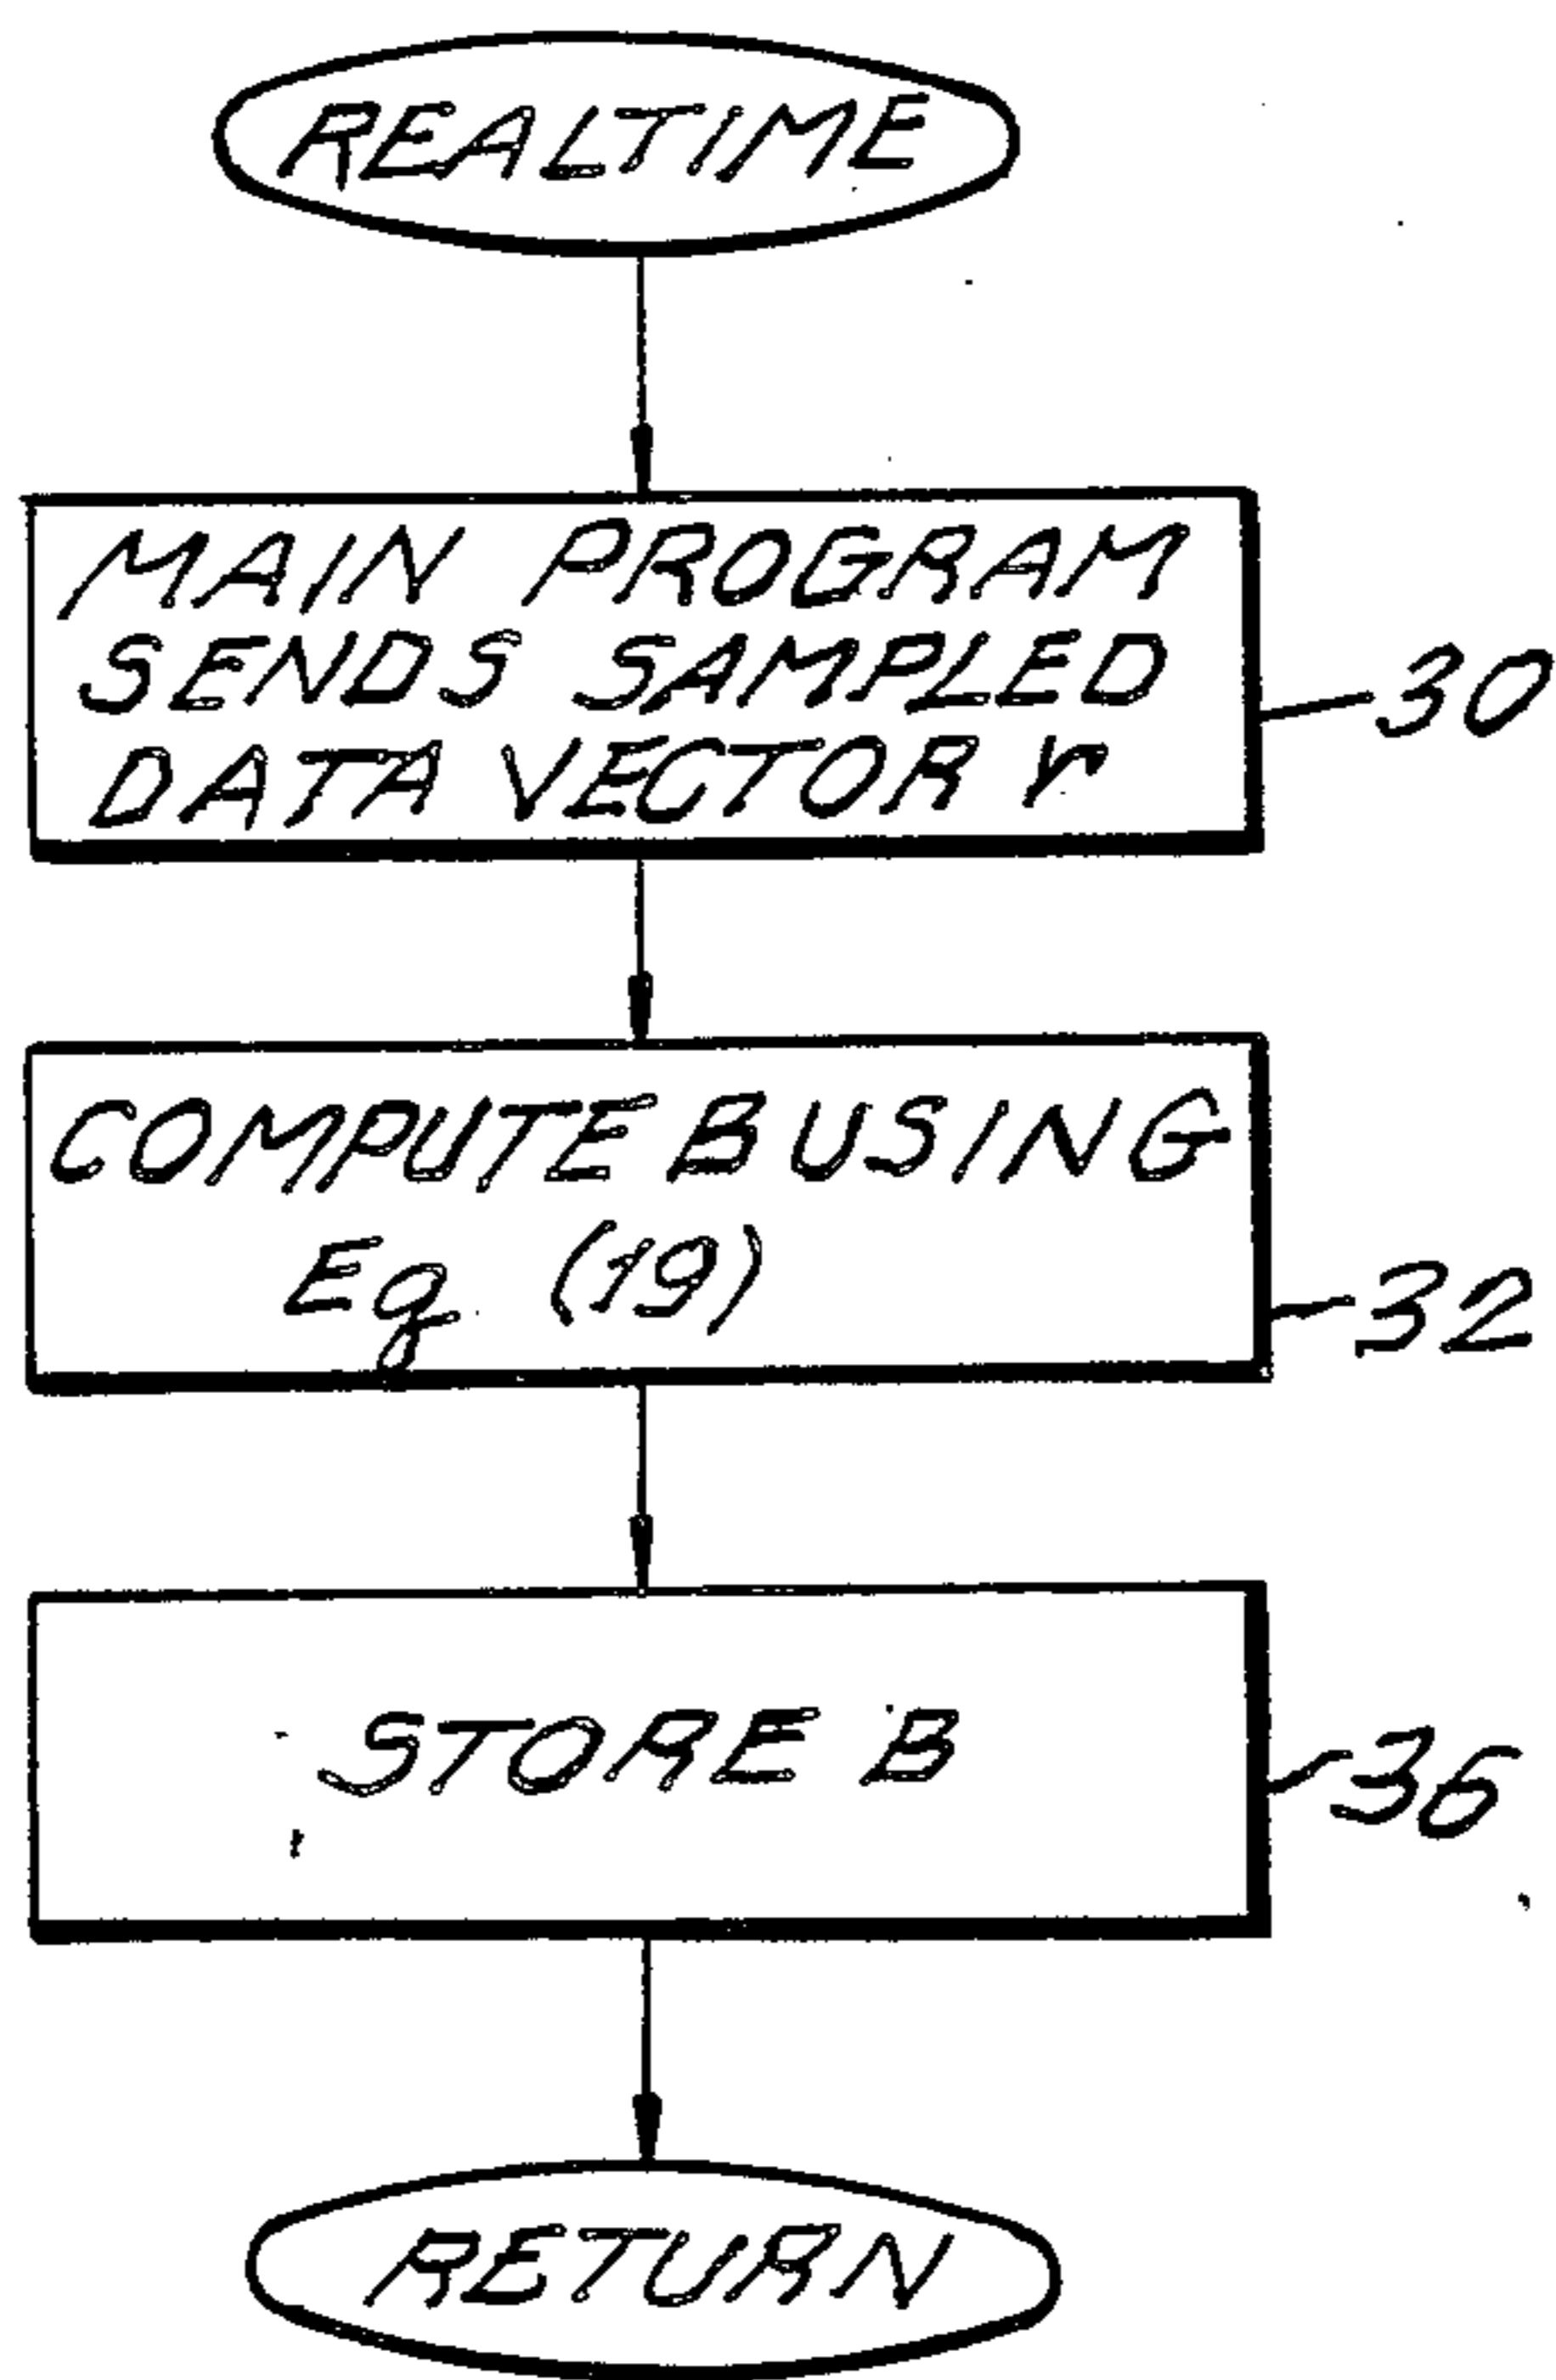 REALTIME
MAIN PROGRAM
SENDS SAMPLED
DATA VECTOR r
30
COMPUTE B USING
Eq. (19)
32
STORE B
36
RETURN